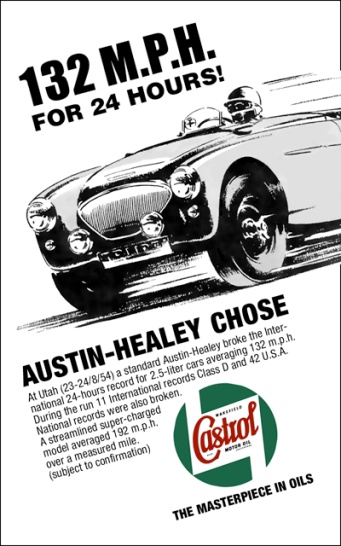 132 M.P.H.
FOR 24 HOURS!
AUSTIN-HEALEY CHOSE
At Utah (23-24/8/54) a standard Austin-Healey broke the Inter-
national 24-hours record for 2.5-liter cars averaging 132 m.p.h.
During the run 11 International records Class D and 42 U.S.A.
National records were also broken.
A streamlined super-charged
model averaged 192 m.p.h.
over a measured mile.
(subject to confirmation)
WAKEFIELD
Castrol
MOTOR OIL
THE MASTERPIECE IN OILS